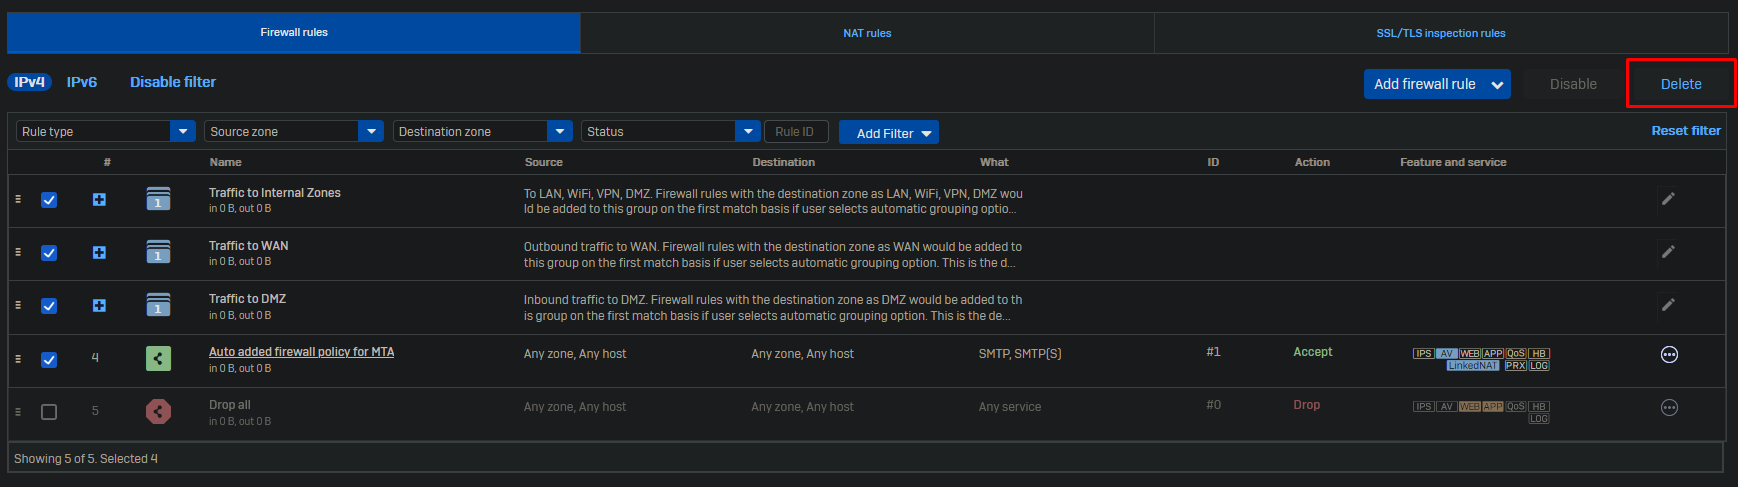 Firewall rules
NAT rules
SSL/TLS inspection rules
IPv4 IPv6 Disable filter
Add firewall rule Disable Delete
Rule type Source zone Destination zone Status Rule ID Add Filter Reset filter
# Name Source Destination What ID Action Feature and service
1 Traffic to Internal Zones
in 0 B, out 0 B
To LAN, WiFi, VPN, DMZ. Firewall rules with the destination zone as LAN, WiFi, VPN, DMZ wou
ld be added to this group on the first match basis if user selects automatic grouping optio...
1 Traffic to WAN
in 0 B, out 0 B
Outbound traffic to WAN. Firewall rules with the destination zone as WAN would be added to
this group on the first match basis if user selects automatic grouping option. This is the d...
1 Traffic to DMZ
in 0 B, out 0 B
Inbound traffic to DMZ. Firewall rules with the destination zone as DMZ would be added to th
is group on the first match basis if user selects automatic grouping option. This is the de...
4 Auto added firewall policy for MTA
in 0 B, out 0 B
Any zone, Any host Any zone, Any host SMTP, SMTP(S) #1 Accept
IPS AV WEB APP QoS HB
LinkedNAT PRX LOG
5 Drop all
in 0 B, out 0 B
Any zone, Any host Any zone, Any host Any service #0 Drop
IPS AV WEB APP QoS HB
LOG
Showing 5 of 5. Selected 4